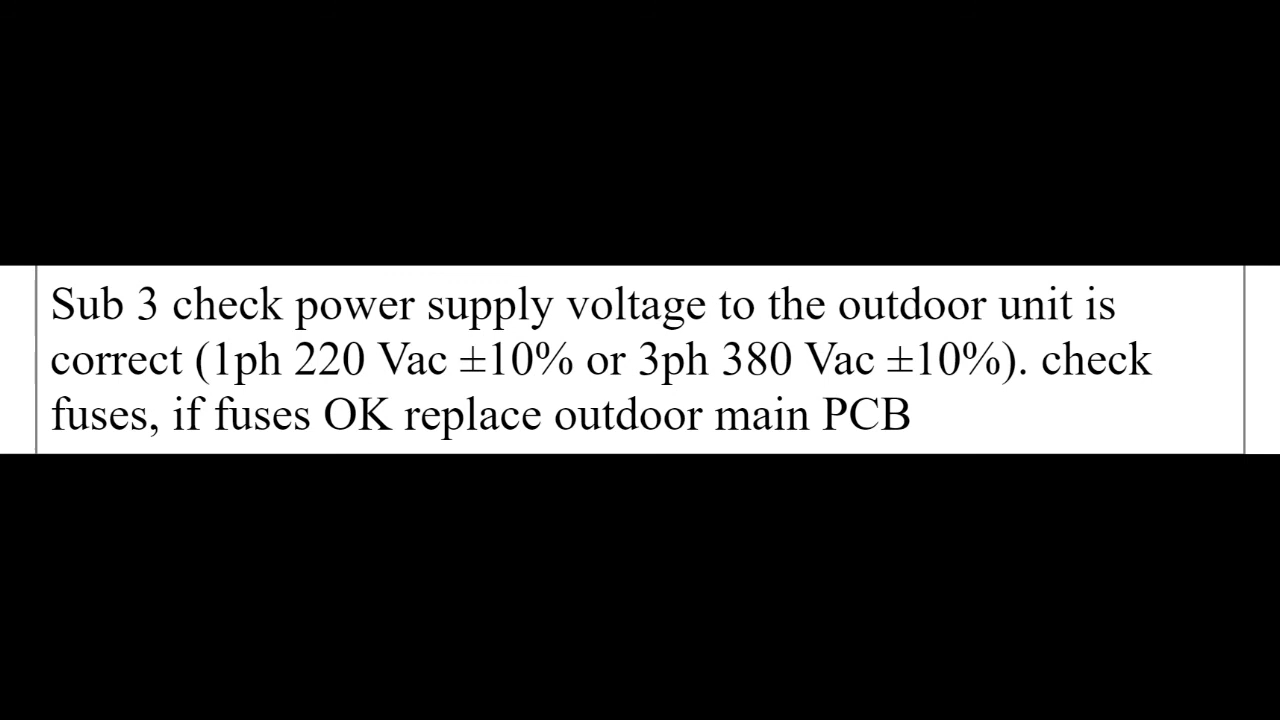 Sub 3 check power supply voltage to the outdoor unit is
correct (1ph 220 Vac ±10% or 3ph 380 Vac ±10%). check
fuses, if fuses OK replace outdoor main PCB